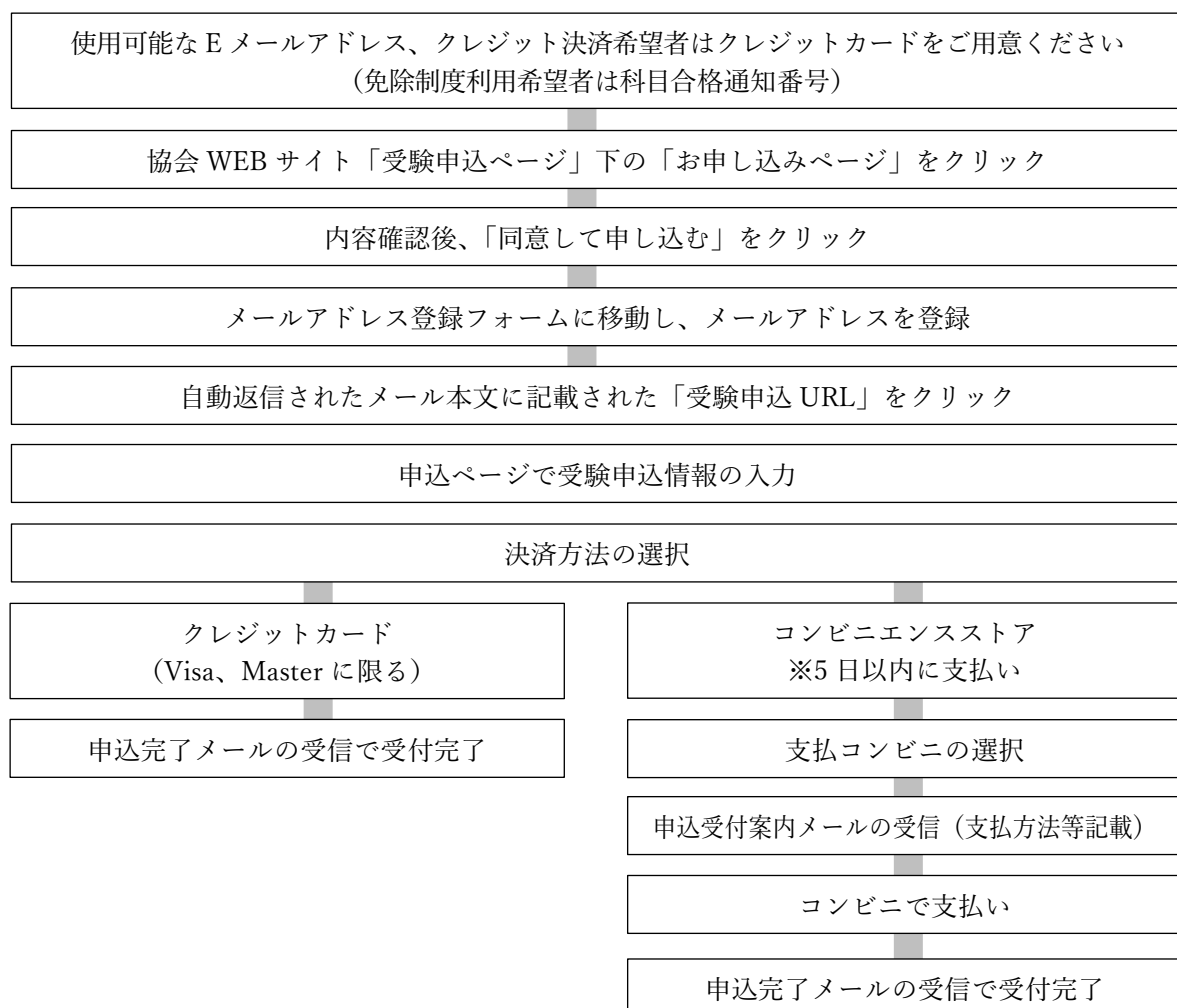 使用可能な E メールアドレス、クレジット決済希望者はクレジットカードをご用意ください
（免除制度利用希望者は科目合格通知番号）
協会 WEB サイト「受験申込ページ」下の「お申し込みページ」をクリック
内容確認後、「同意して申し込む」をクリック
メールアドレス登録フォームに移動し、メールアドレスを登録
自動返信されたメール本文に記載された「受験申込 URL」をクリック
申込ページで受験申込情報の入力
決済方法の選択
クレジットカード
（Visa、Master に限る）
申込完了メールの受信で受付完了
コンビニエンスストア
※5 日以内に支払い
支払コンビニの選択
申込受付案内メールの受信（支払方法等記載）
コンビニで支払い
申込完了メールの受信で受付完了